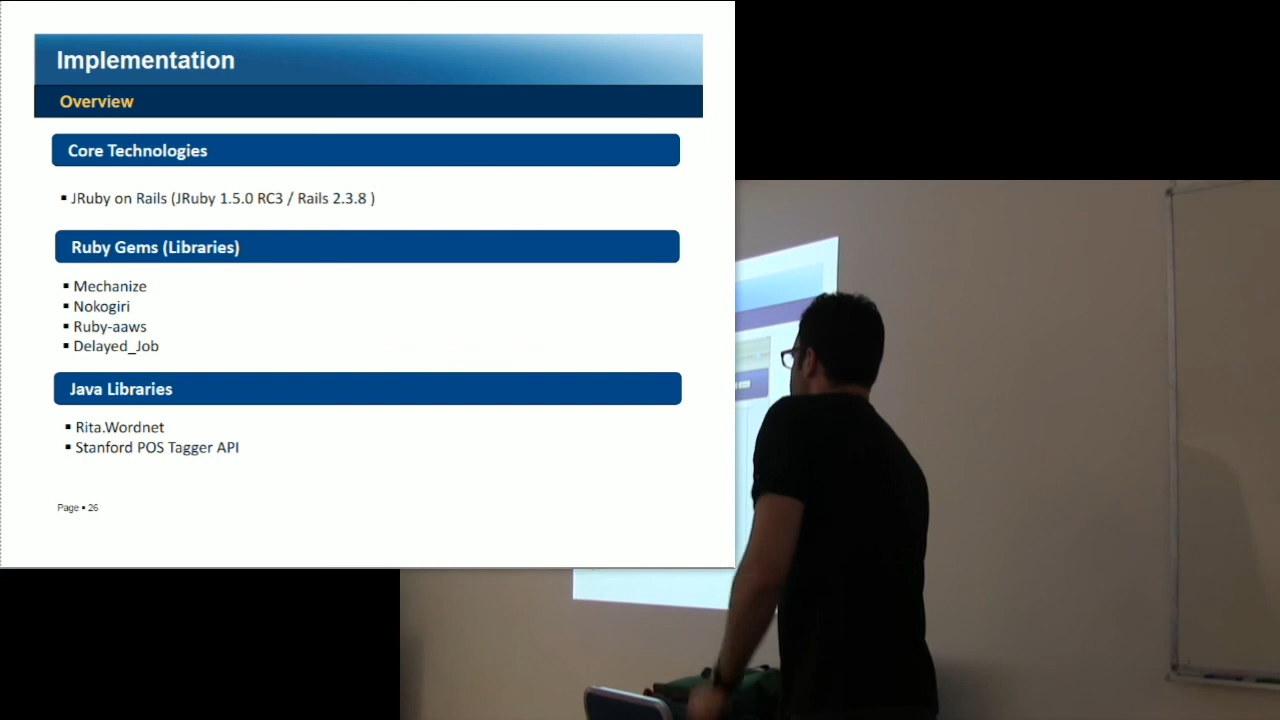 Implementation
Overview
Core Technologies
▪ JRuby on Rails (JRuby 1.5.0 RC3 / Rails 2.3.8 )
Ruby Gems (Libraries)
▪ Mechanize
▪ Nokogiri
▪ Ruby-aaws
▪ Delayed_Job
Java Libraries
▪ Rita.Wordnet
▪ Stanford POS Tagger API
Page ▪ 26